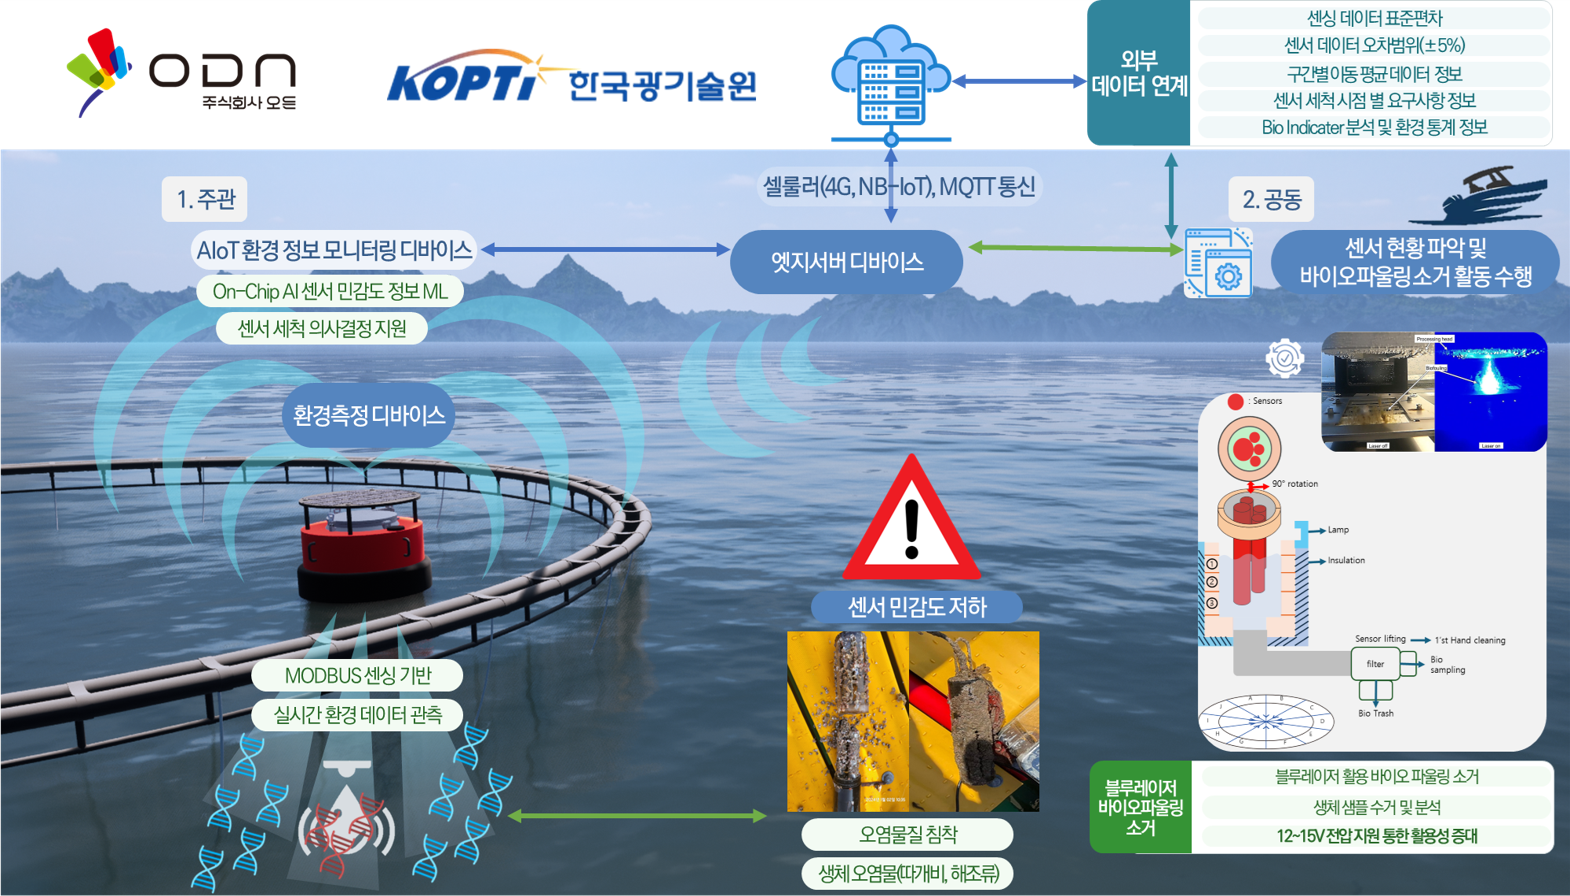 ODN
주식회사 오든
KOPTI 한국광기술원
외부
데이터 연계
센싱 데이터 표준편차
센서 데이터 오차범위(±5%)
구간별 이동 평균 데이터 정보
센서 세척 시점 별 요구사항 정보
Bio Indicater 분석 및 환경 통계 정보
셀룰러(4G, NB-IoT), MQTT 통신
1. 주관
AIoT 환경 정보 모니터링 디바이스
On-Chip AI 센서 민감도 정보 ML
센서 세척 의사결정 지원
엣지서버 디바이스
2. 공동
센서 현황 파악 및
바이오파울링 소거 활동 수행
환경측정 디바이스
Processing head
Biofouling
Laser off
Laser on
: Sensors
90° rotation
Lamp
Insulation
1
2
3
Sensor lifting
1'st Hand cleaning
filter
Bio
sampling
Bio Trash
A
B
C
D
E
F
G
H
I
J
센서 민감도 저하
MODBUS 센싱 기반
실시간 환경 데이터 관측
오염물질 침착
생체 오염물(따개비, 해조류)
블루레이저
바이오파울링
소거
블루레이저 활용 바이오 파울링 소거
생체 샘플 수거 및 분석
12~15V 전압 지원 통한 활용성 증대